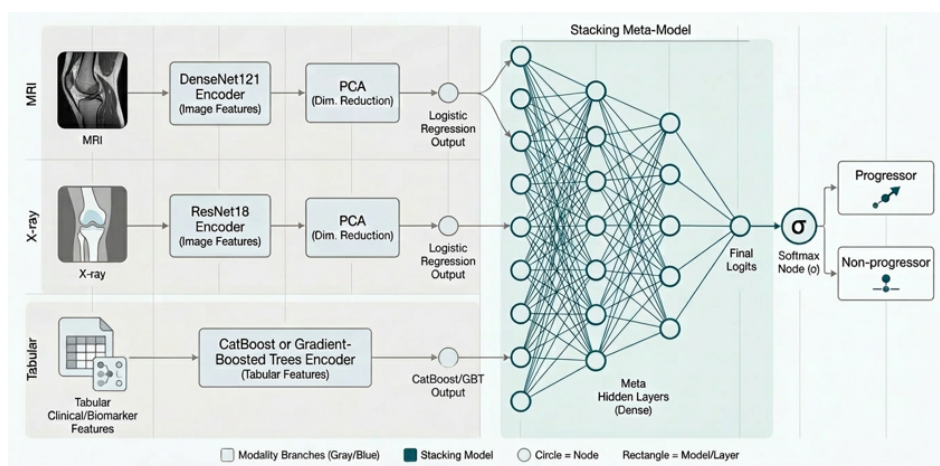 Stacking Meta-Model
MRI
MRI
DenseNet121
Encoder
(Image Features)
PCA
(Dim. Reduction)
Logistic
Regression
Output
X-ray
X-ray
ResNet18
Encoder
(Image Features)
PCA
(Dim. Reduction)
Logistic
Regression
Output
Tabular
Tabular
Clinical/Biomarker
Features
CatBoost or Gradient-
Boosted Trees Encoder
(Tabular Features)
CatBoost/GBT
Output
Meta
Hidden Layers
(Dense)
Final
Logits
σ
Softmax
Node (σ)
Progressor
Non-progressor
Modality Branches (Gray/Blue)
Stacking Model
Circle = Node
Rectangle = Model/Layer